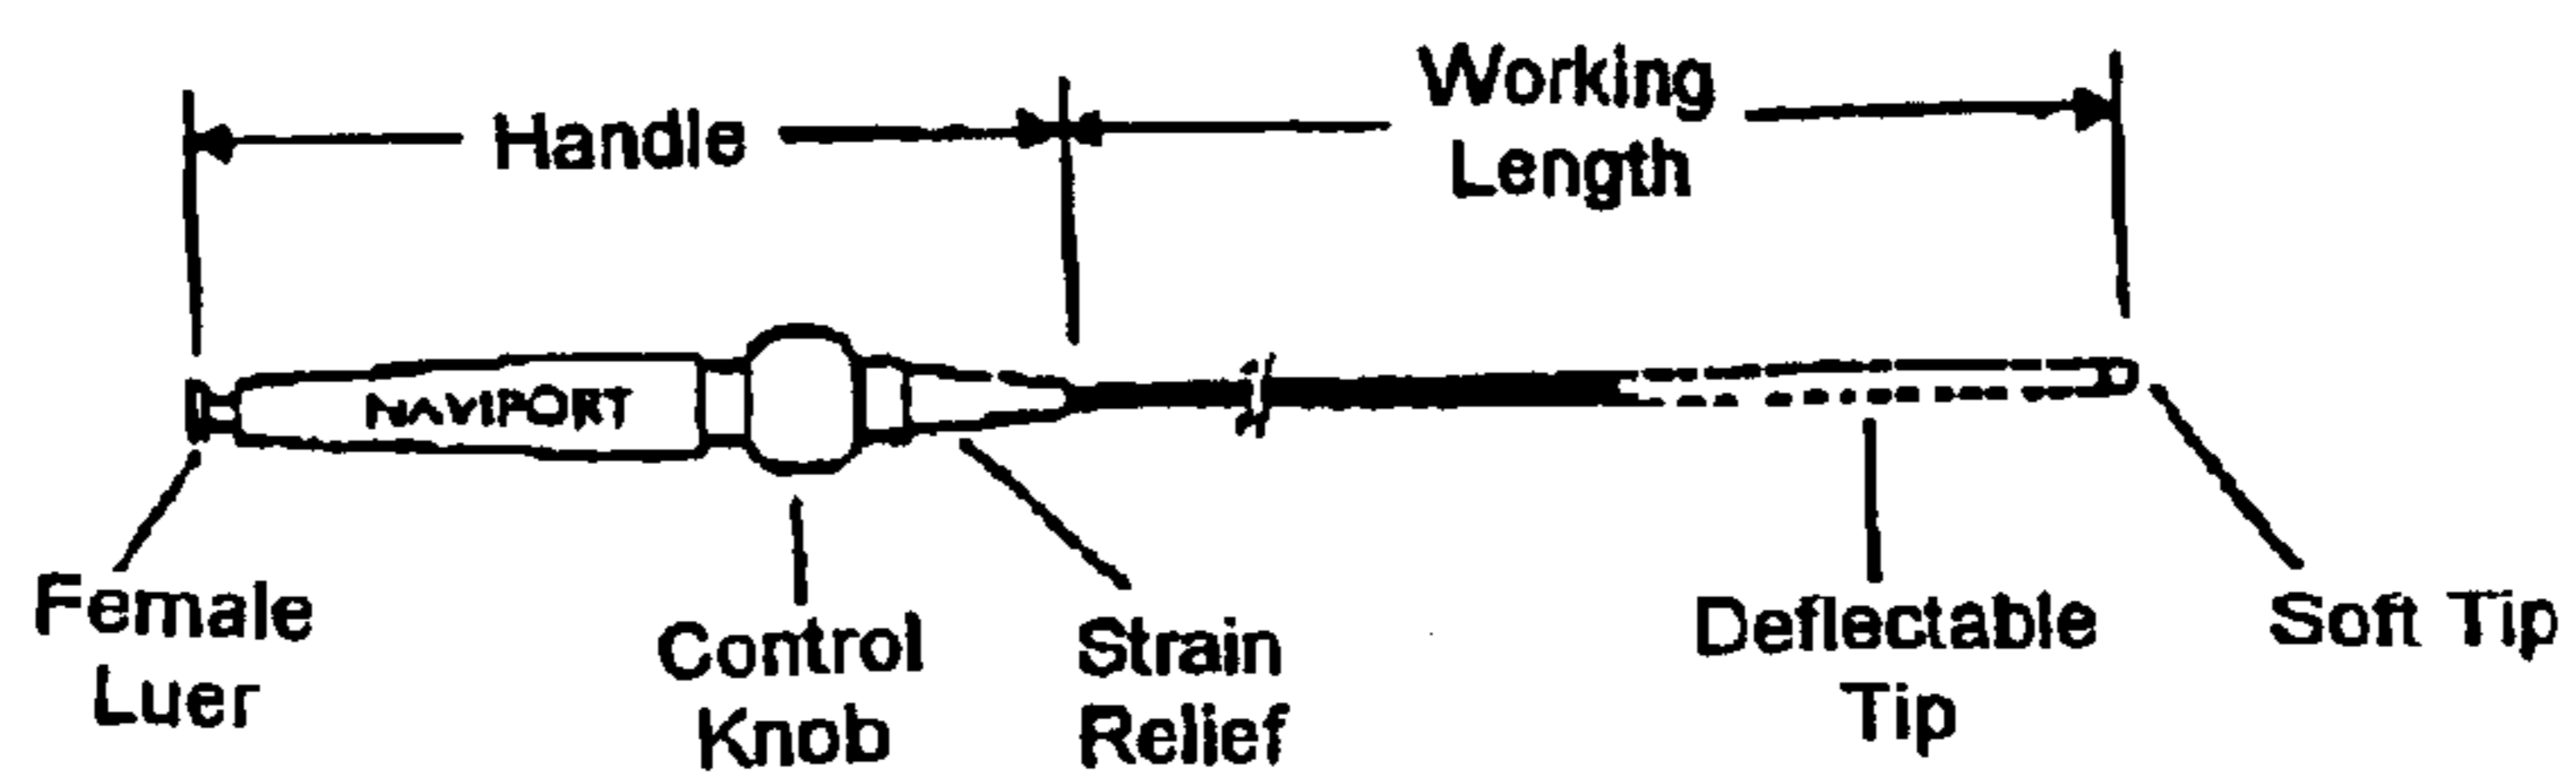 Handle
Working
Length
NAVIPORT
Female
Luer
Control
Knob
Strain
Relief
Deflectable
Tip
Soft Tip